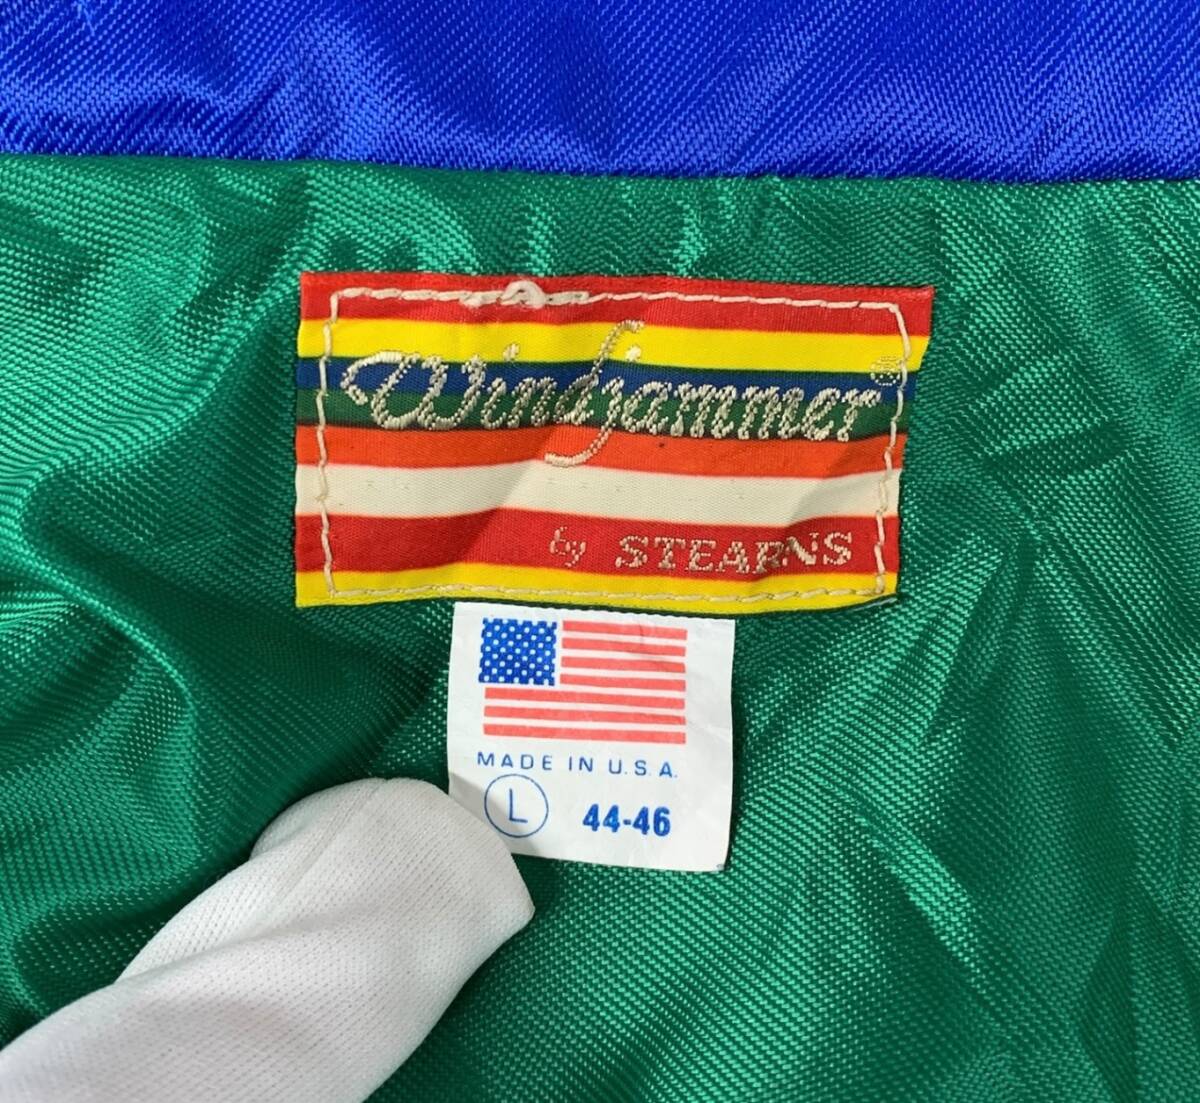 Windjammer®
by STEARNS
MADE IN U.S.A.
L 44-46